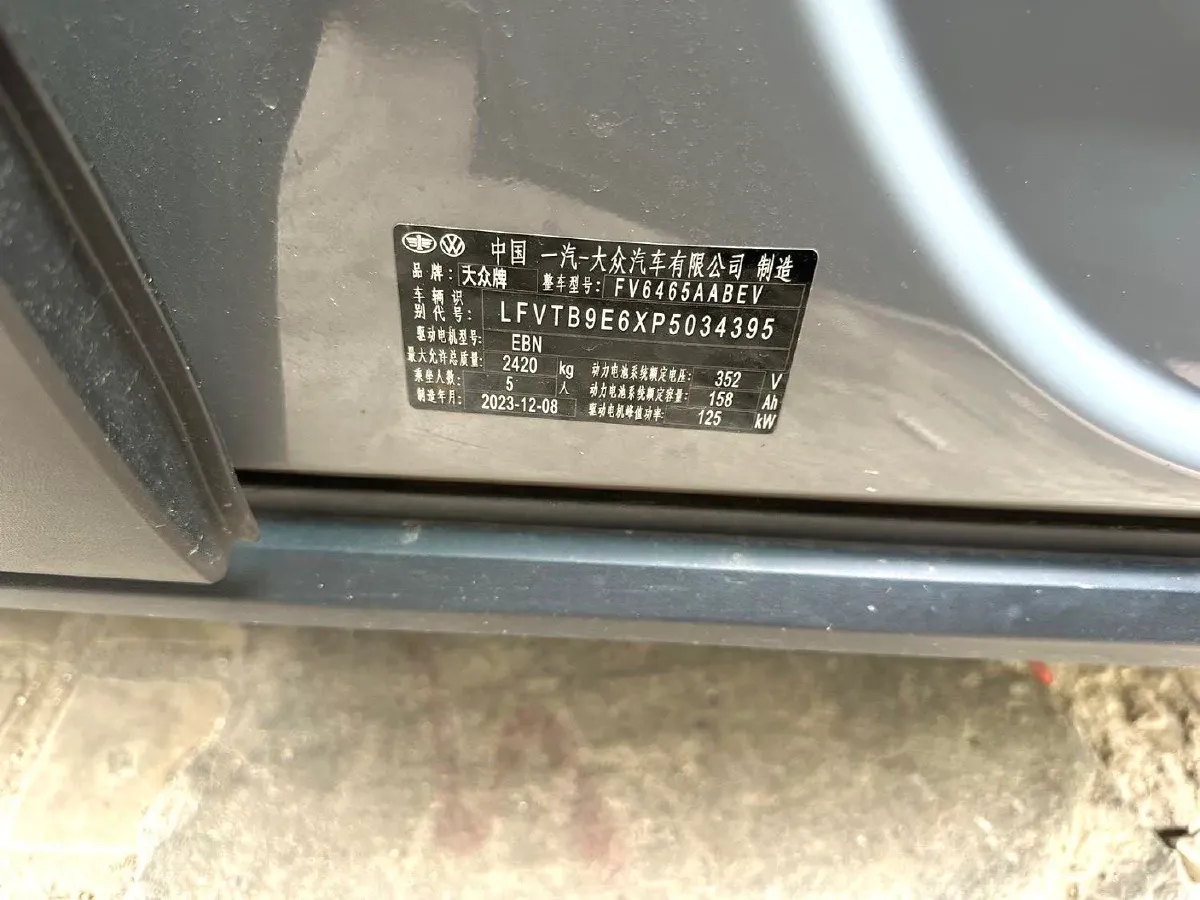 中国 一汽-大众汽车有限公司 制造
品牌: 大众牌 整车型号: FV6465AABEV
车辆识别代号: LFVTB9E6XP5034395
驱动电机型号: EBN
最大允许总质量: 2420 kg 动力电池系统额定电压: 352 V
乘坐人数: 5 人 动力电池系统额定容量: 158 Ah
制造年月: 2023-12-08 驱动电机峰值功率: 125 kW